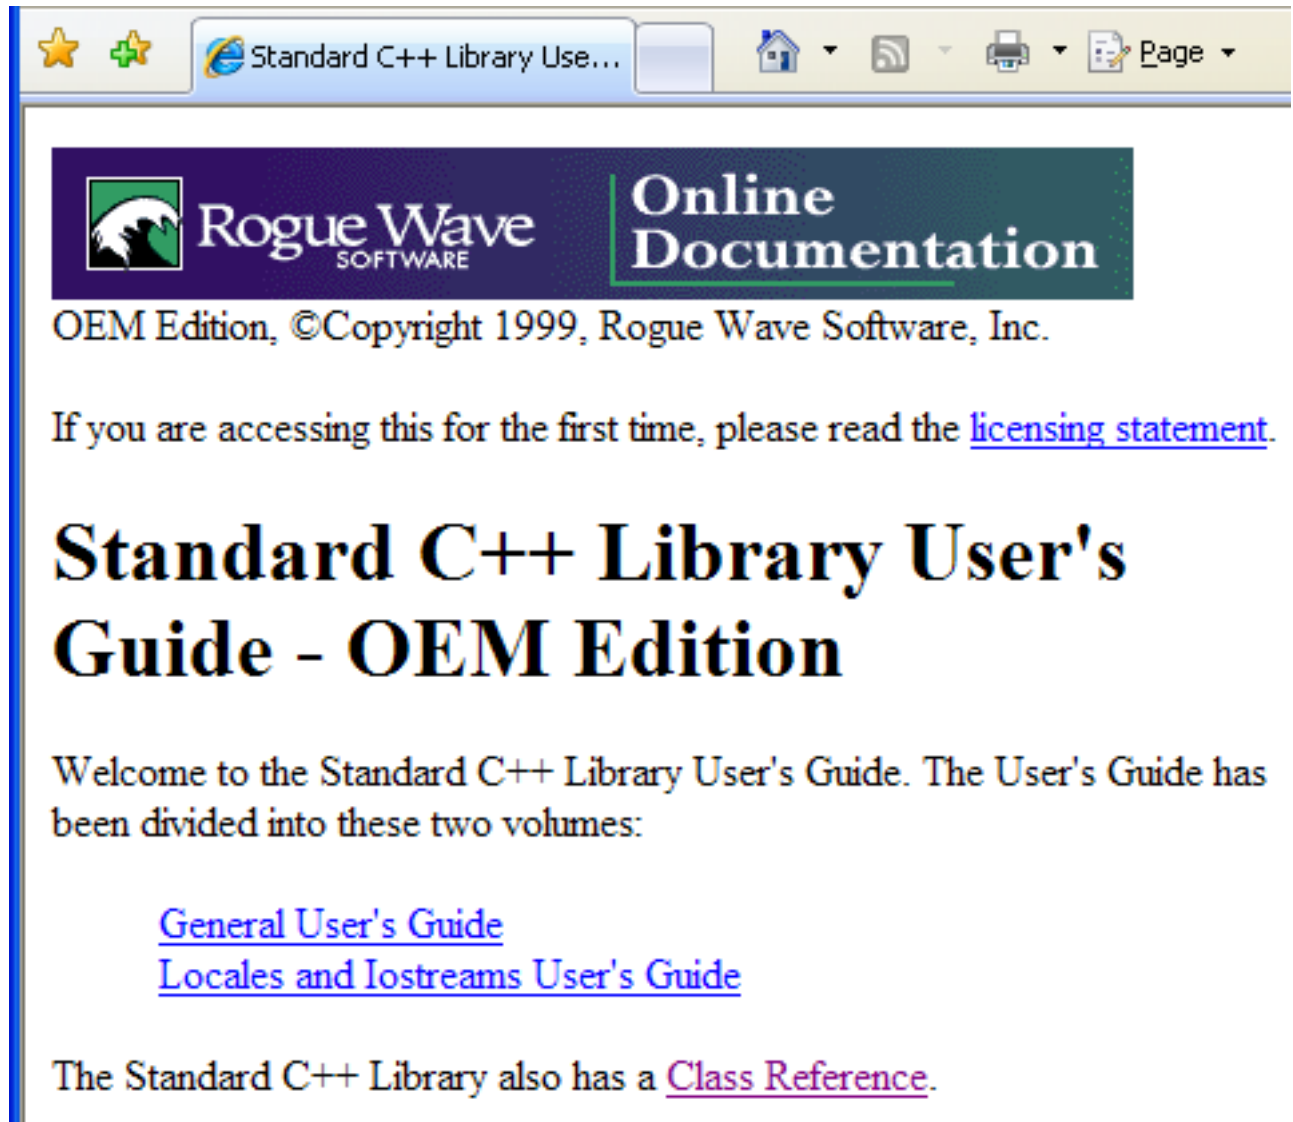 Standard C++ Library Use...
Page
Rogue Wave
SOFTWARE
Online
Documentation
OEM Edition, ©Copyright 1999, Rogue Wave Software, Inc.
If you are accessing this for the first time, please read the licensing statement.
Standard C++ Library User's
Guide - OEM Edition
Welcome to the Standard C++ Library User's Guide. The User's Guide has
been divided into these two volumes:
General User's Guide
Locales and Iostreams User's Guide
The Standard C++ Library also has a Class Reference.